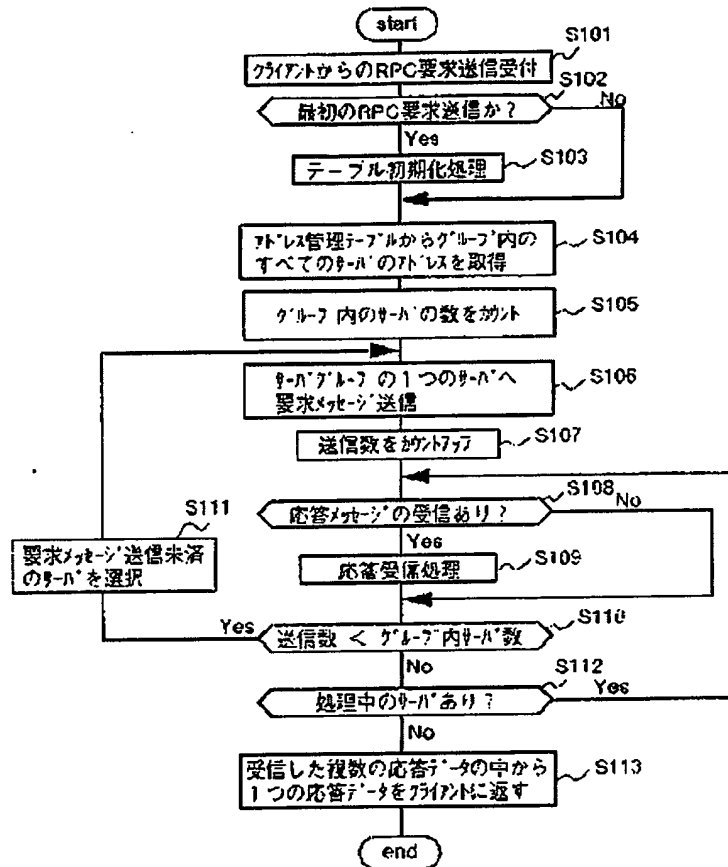 start
S101
クライアントからのRPC要求送信受付
S102
最初のRPC要求送信か?
No
Yes
S103
テーブル初期化処理
アドレス管理テーブルからグループ内の
すべてのサーバのアドレスを取得
S104
グループ内のサーバの数をカウント
S105
サーバグループの1つのサーバへ
要求メッセージ送信
S106
送信数をカウントアップ
S107
S108
応答メッセージの受信あり?
No
Yes
S111
要求メッセージ送信未済
のサーバを選択
応答受信処理
S109
S110
Yes
送信数 < グループ内サーバ数
No
S112
処理中のサーバあり?
Yes
No
受信した複数の応答データの中から
1つの応答データをクライアントに返す
S113
end